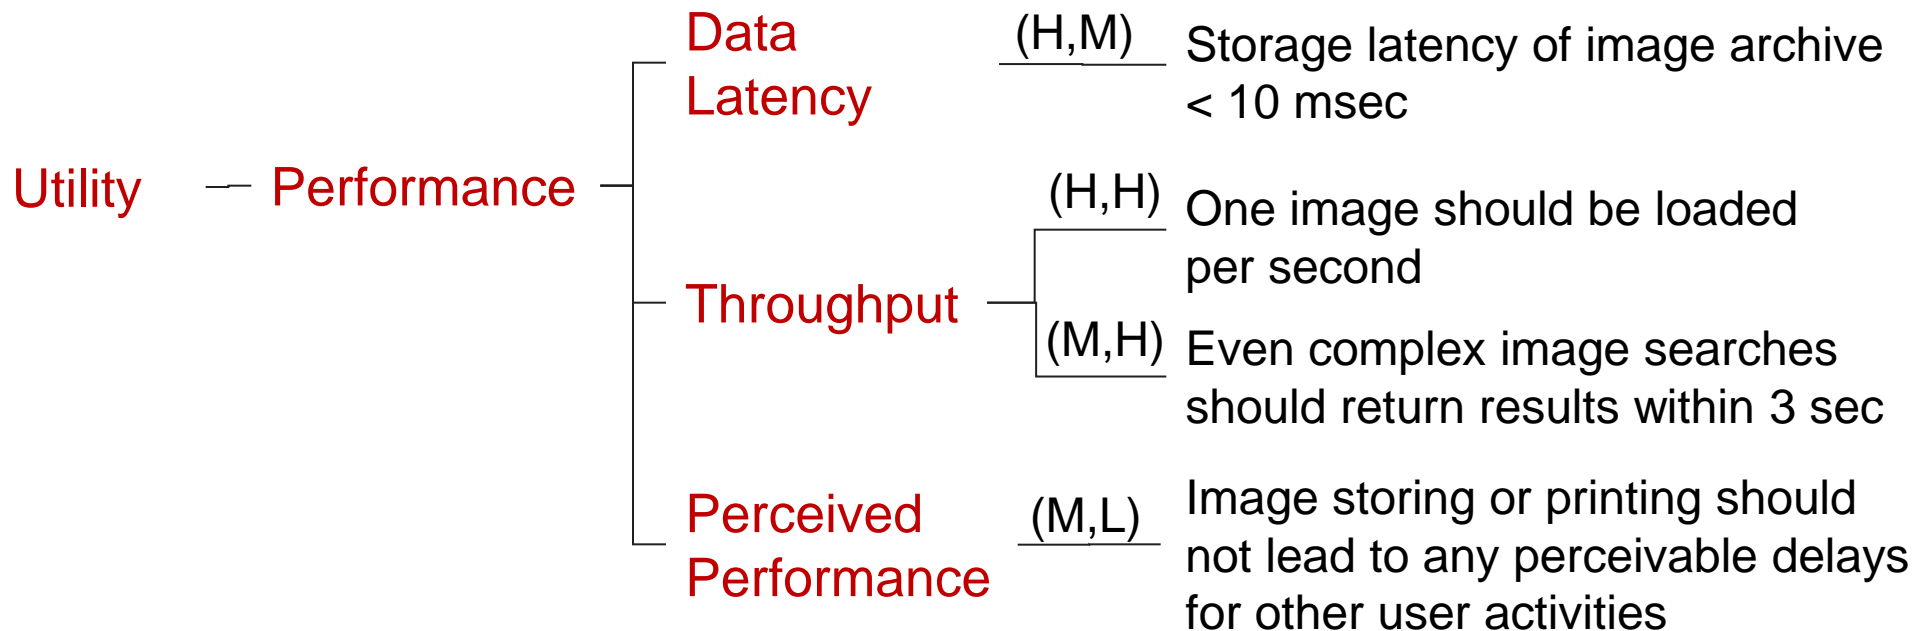 Utility
Performance
Data
Latency
(H,M)
Storage latency of image archive
< 10 msec
Throughput
(H,H)
One image should be loaded
per second
(M,H)
Even complex image searches
should return results within 3 sec
Perceived
Performance
(M,L)
Image storing or printing should
not lead to any perceivable delays
for other user activities